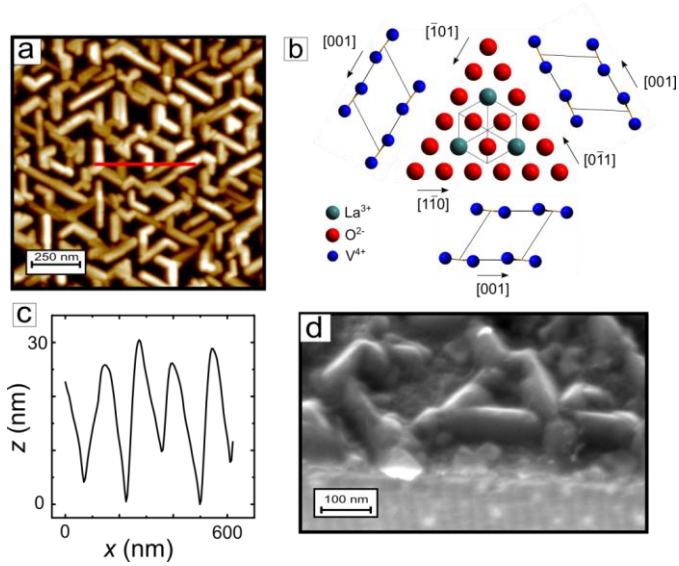 a
250 nm
b
[1̅01]
[001]
[001]
[01̅1]
[11̅0]
La³⁺
O²⁻
V⁴⁺
[001]
c
30
z (nm)
0
0
600
x (nm)
d
100 nm